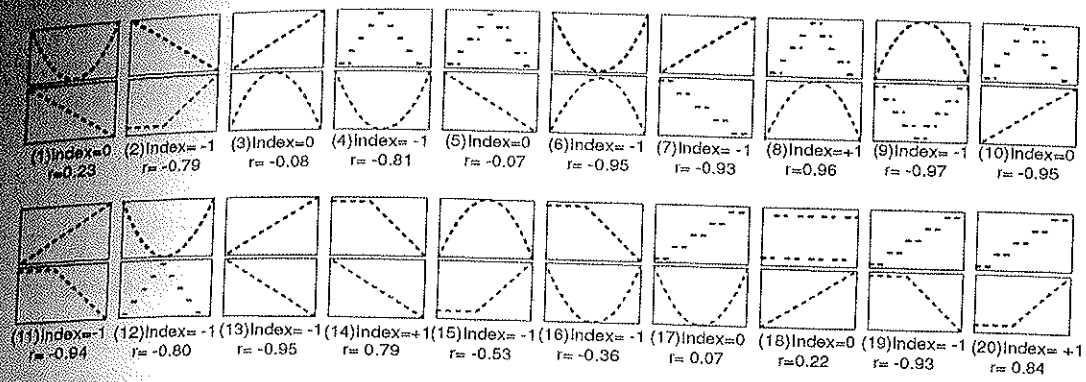 (1)Index=0 (2)Index= -1 (3)Index=0 (4)Index= -1 (5)Index=0 (6)Index= -1 (7)Index= -1 (8)Index=+1 (9)Index= -1 (10)Index=0
r=0.23 r= -0.79 r= -0.08 r= -0.81 r= -0.07 r= -0.95 r= -0.93 r=0.96 r= -0.97 r= -0.95
(11)Index=-1 (12)Index= -1 (13)Index= -1 (14)Index=+1 (15)Index= -1 (16)Index= -1 (17)Index=0 (18)Index=0 (19)Index= -1 (20)Index= +1
r= -0.94 r= -0.80 r= -0.95 r= 0.79 r= -0.53 r= -0.36 r= 0.07 r=0.22 r= -0.93 r= 0.84